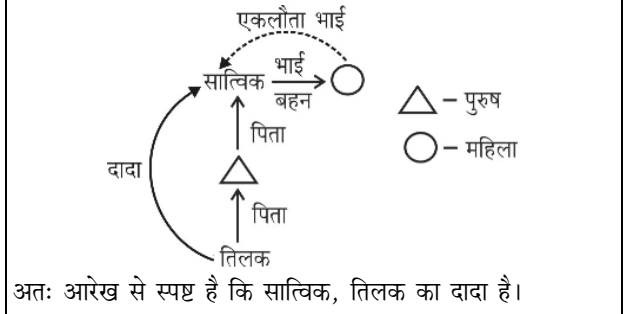 एकलौता भाई
सात्विक भाई
बहन
पिता
दादा
पिता
तिलक
– पुरुष
– महिला
अतः आरेख से स्पष्ट है कि सात्विक, तिलक का दादा है।